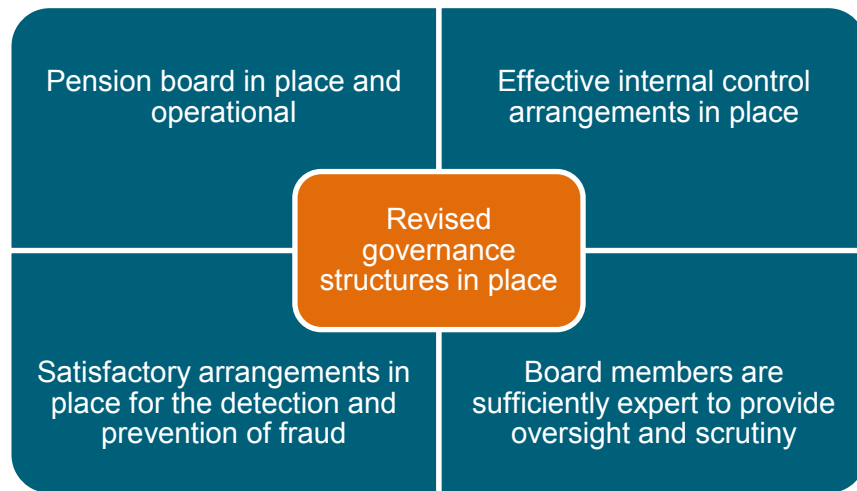 Pension board in place and
operational
Effective internal control
arrangements in place
Revised
governance
structures in place
Satisfactory arrangements in
place for the detection and
prevention of fraud
Board members are
sufficiently expert to provide
oversight and scrutiny